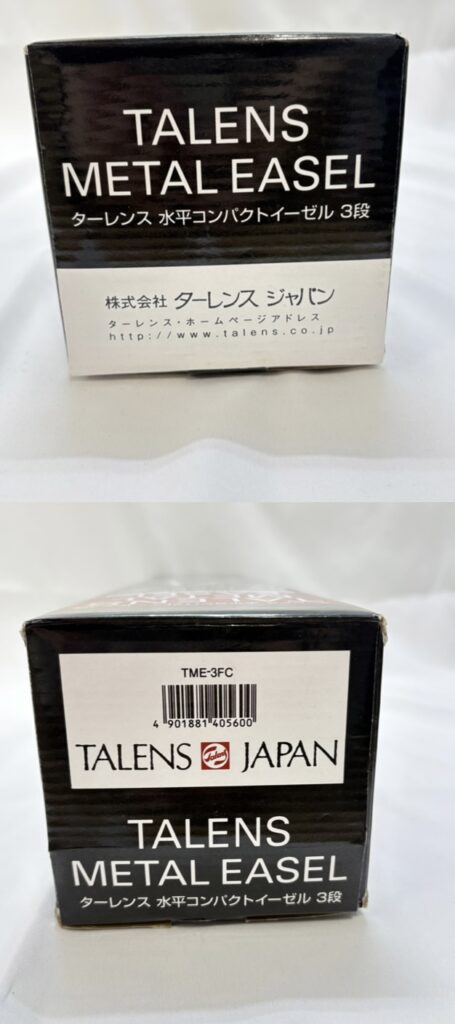 TALENS
METAL EASEL
ターレンス 水平コンパクトイーゼル 3段
株式会社 ターレンス ジャパン
ターレンス・ホームページアドレス
http://www.talens.co.jp
TME-3FC
4 901881 405600
TALENS Talens JAPAN
TALENS
METAL EASEL
ターレンス 水平コンパクトイーゼル 3段